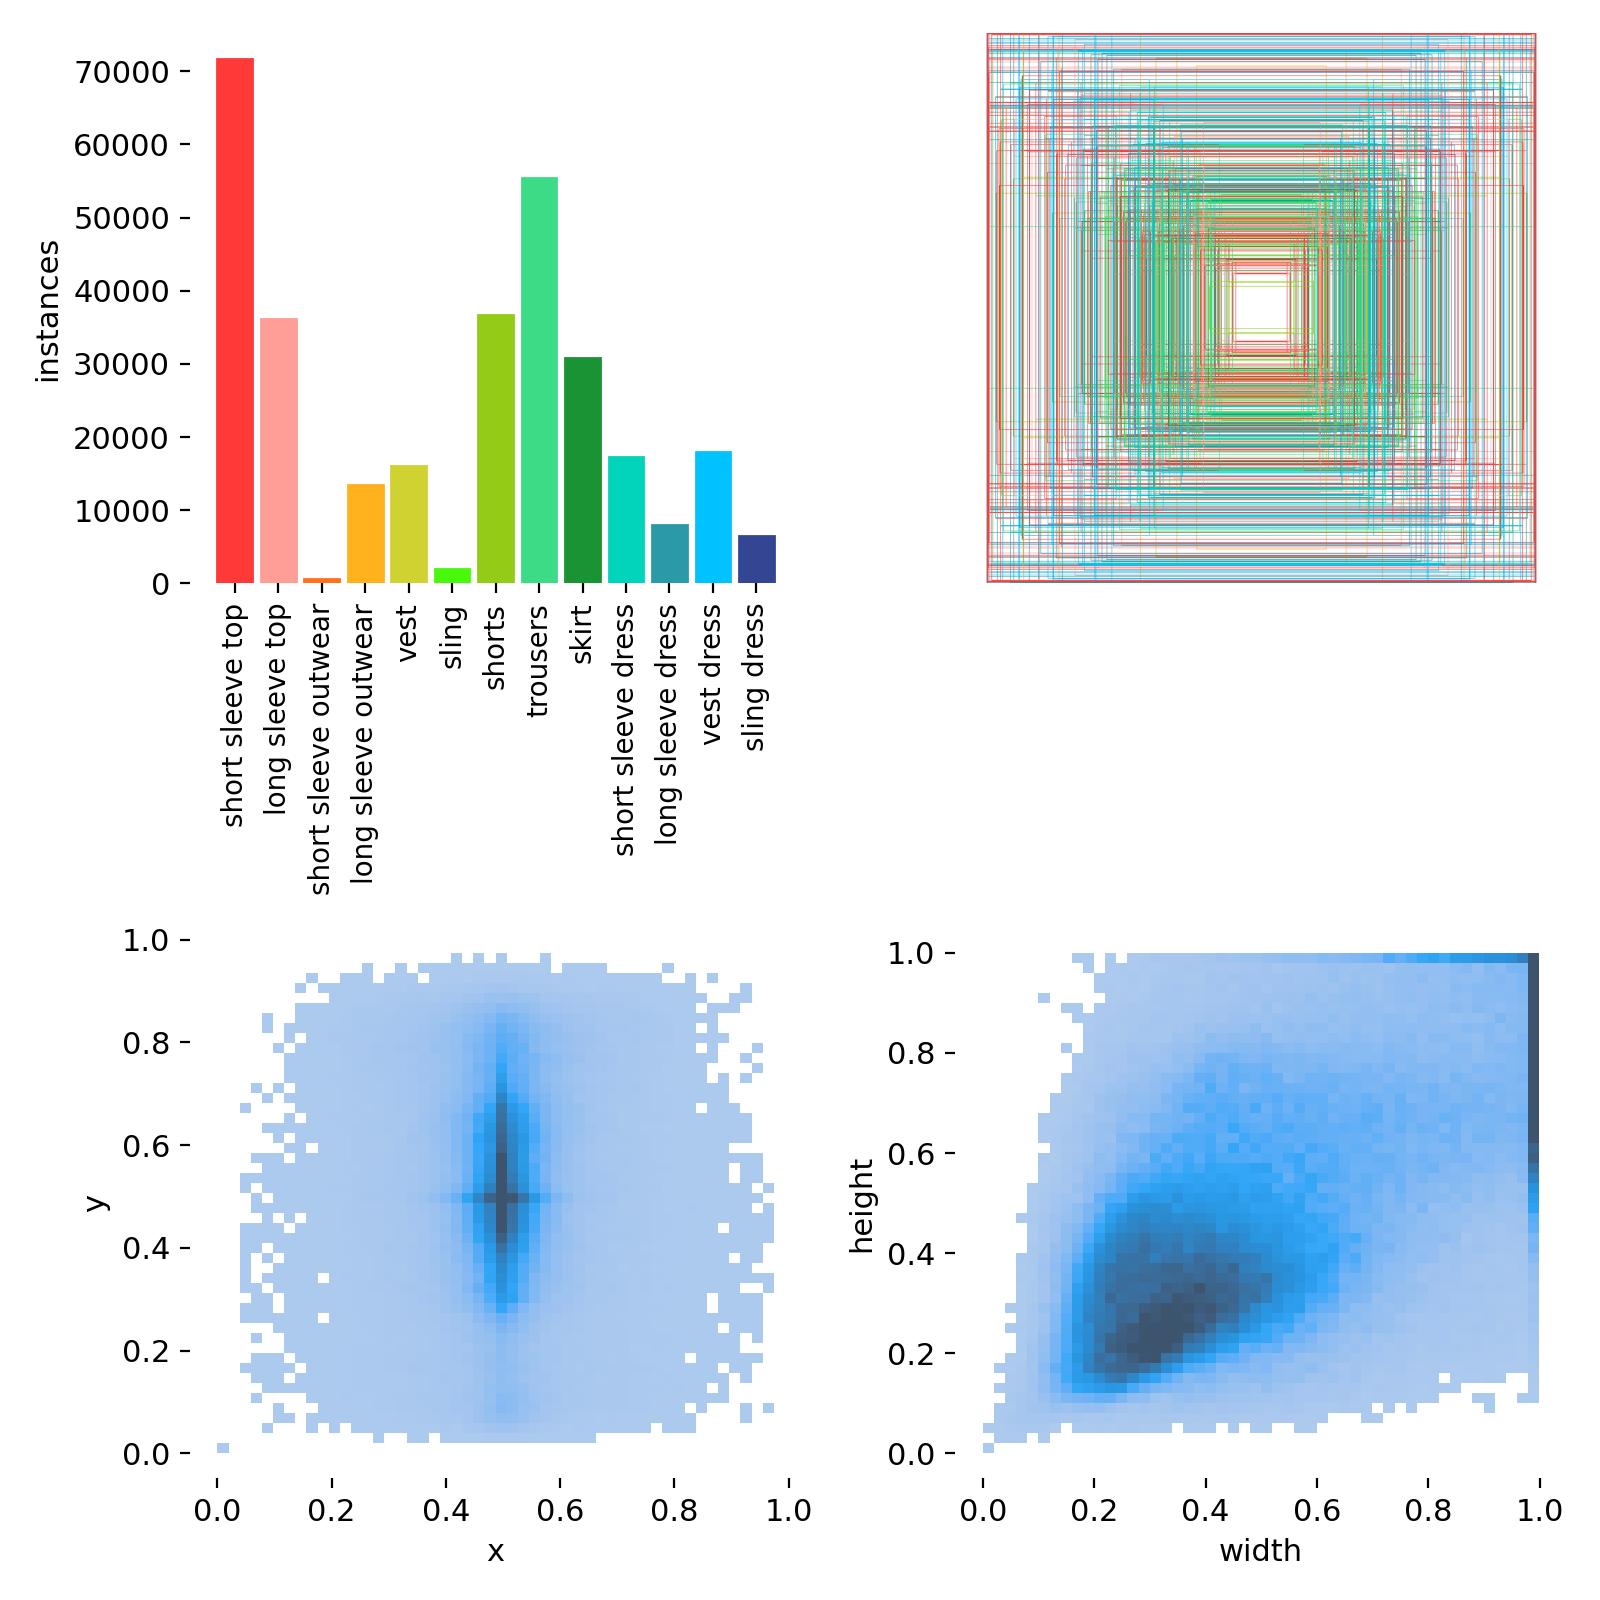 70000
60000
50000
40000
30000
20000
10000
0
instances
short sleeve top
long sleeve top
short sleeve outwear
long sleeve outwear
vest
sling
shorts
trousers
skirt
short sleeve dress
long sleeve dress
vest dress
sling dress
1.0
0.8
0.6
0.4
0.2
0.0
y
0.0 0.2 0.4 0.6 0.8 1.0
x
1.0
0.8
0.6
0.4
0.2
0.0
height
0.0 0.2 0.4 0.6 0.8 1.0
width